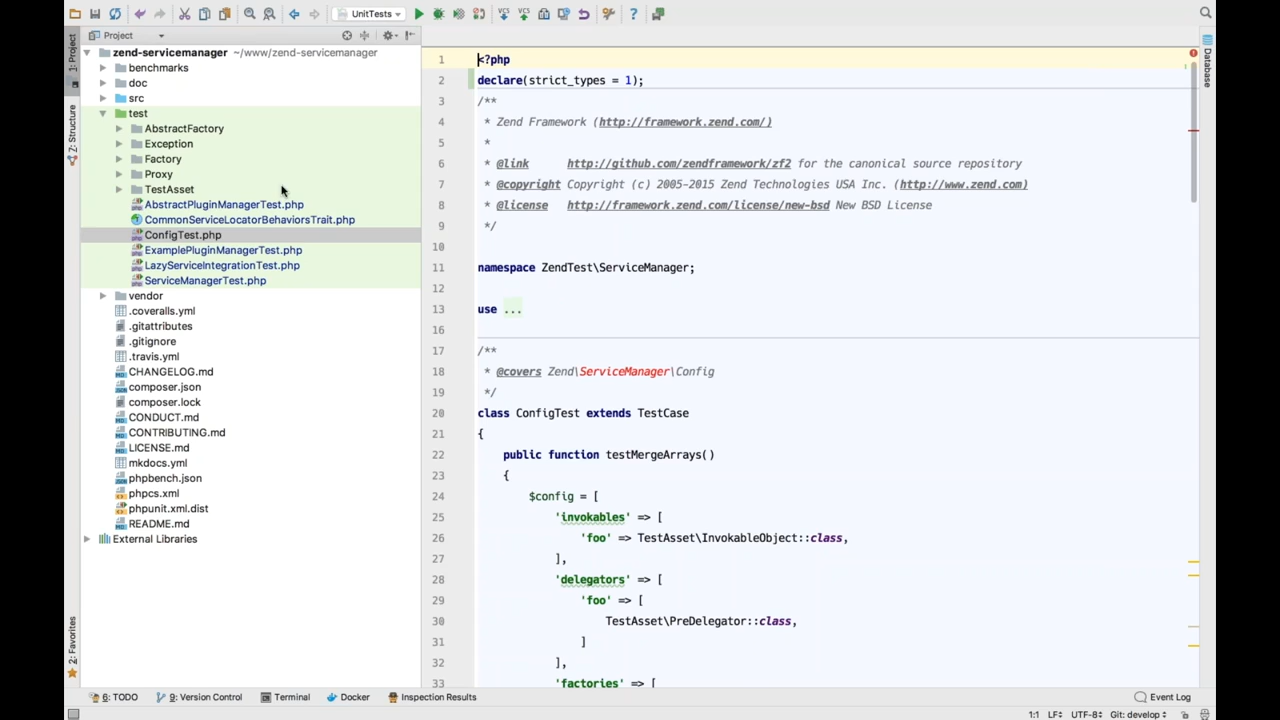 UnitTests
Project
1: Project
zend-servicemanager ~/www/zend-servicemanager
benchmarks
doc
src
test
AbstractFactory
Exception
Factory
Proxy
TestAsset
AbstractPluginManagerTest.php
CommonServiceLocatorBehaviorsTrait.php
ConfigTest.php
ExamplePluginManagerTest.php
LazyServiceIntegrationTest.php
ServiceManagerTest.php
vendor
.coveralls.yml
.gitattributes
.gitignore
.travis.yml
CHANGELOG.md
composer.json
composer.lock
CONDUCT.md
CONTRIBUTING.md
LICENSE.md
mkdocs.yml
phpbench.json
phpcs.xml
phpunit.xml.dist
README.md
External Libraries
Z: Structure
2: Favorites
1 <?php
2 declare(strict_types = 1);
3 /**
4 * Zend Framework (http://framework.zend.com/)
5 *
6 * @link http://github.com/zendframework/zf2 for the canonical source repository
7 * @copyright Copyright (c) 2005-2015 Zend Technologies USA Inc. (http://www.zend.com)
8 * @license http://framework.zend.com/license/new-bsd New BSD License
9 */
10
11 namespace ZendTest\ServiceManager;
12
13 use ...
16
17 /**
18 * @covers Zend\ServiceManager\Config
19 */
20 class ConfigTest extends TestCase
21 {
22 public function testMergeArrays()
23 {
24 $config = [
25 'invokables' => [
26 'foo' => TestAsset\InvokableObject::class,
27 ],
28 'delegators' => [
29 'foo' => [
30 TestAsset\PreDelegator::class,
31 ]
32 ],
33 'factories' => [
Database
6: TODO 9: Version Control Terminal Docker Inspection Results Event Log
1:1 LF UTF-8 Git: develop